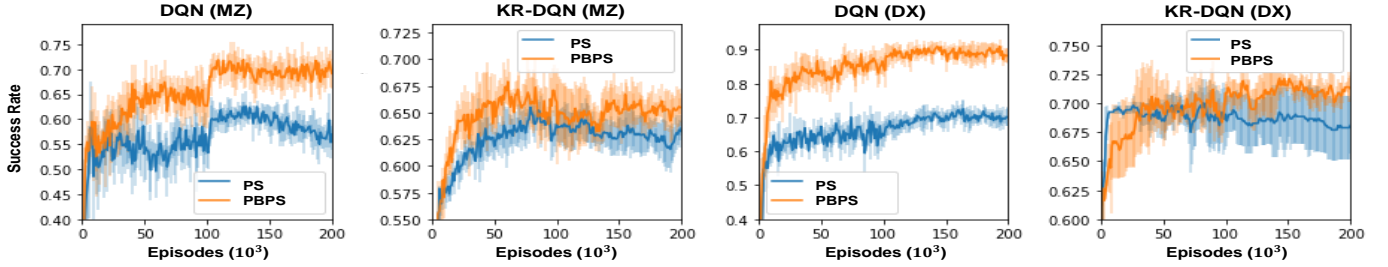 DQN (MZ)
KR-DQN (MZ)
DQN (DX)
KR-DQN (DX)
Success Rate
0.75
0.70
0.65
0.60
0.55
0.50
0.45
0.40
PS
PBPS
0 50 100 150 200
Episodes (10³)
0.725
0.700
0.675
0.650
0.625
0.600
0.575
0.550
PS
PBPS
0 50 100 150 200
Episodes (10³)
0.9
0.8
0.7
0.6
0.5
0.4
PS
PBPS
0 50 100 150 200
Episodes (10³)
0.750
0.725
0.700
0.675
0.650
0.625
0.600
PS
PBPS
0 50 100 150 200
Episodes (10³)